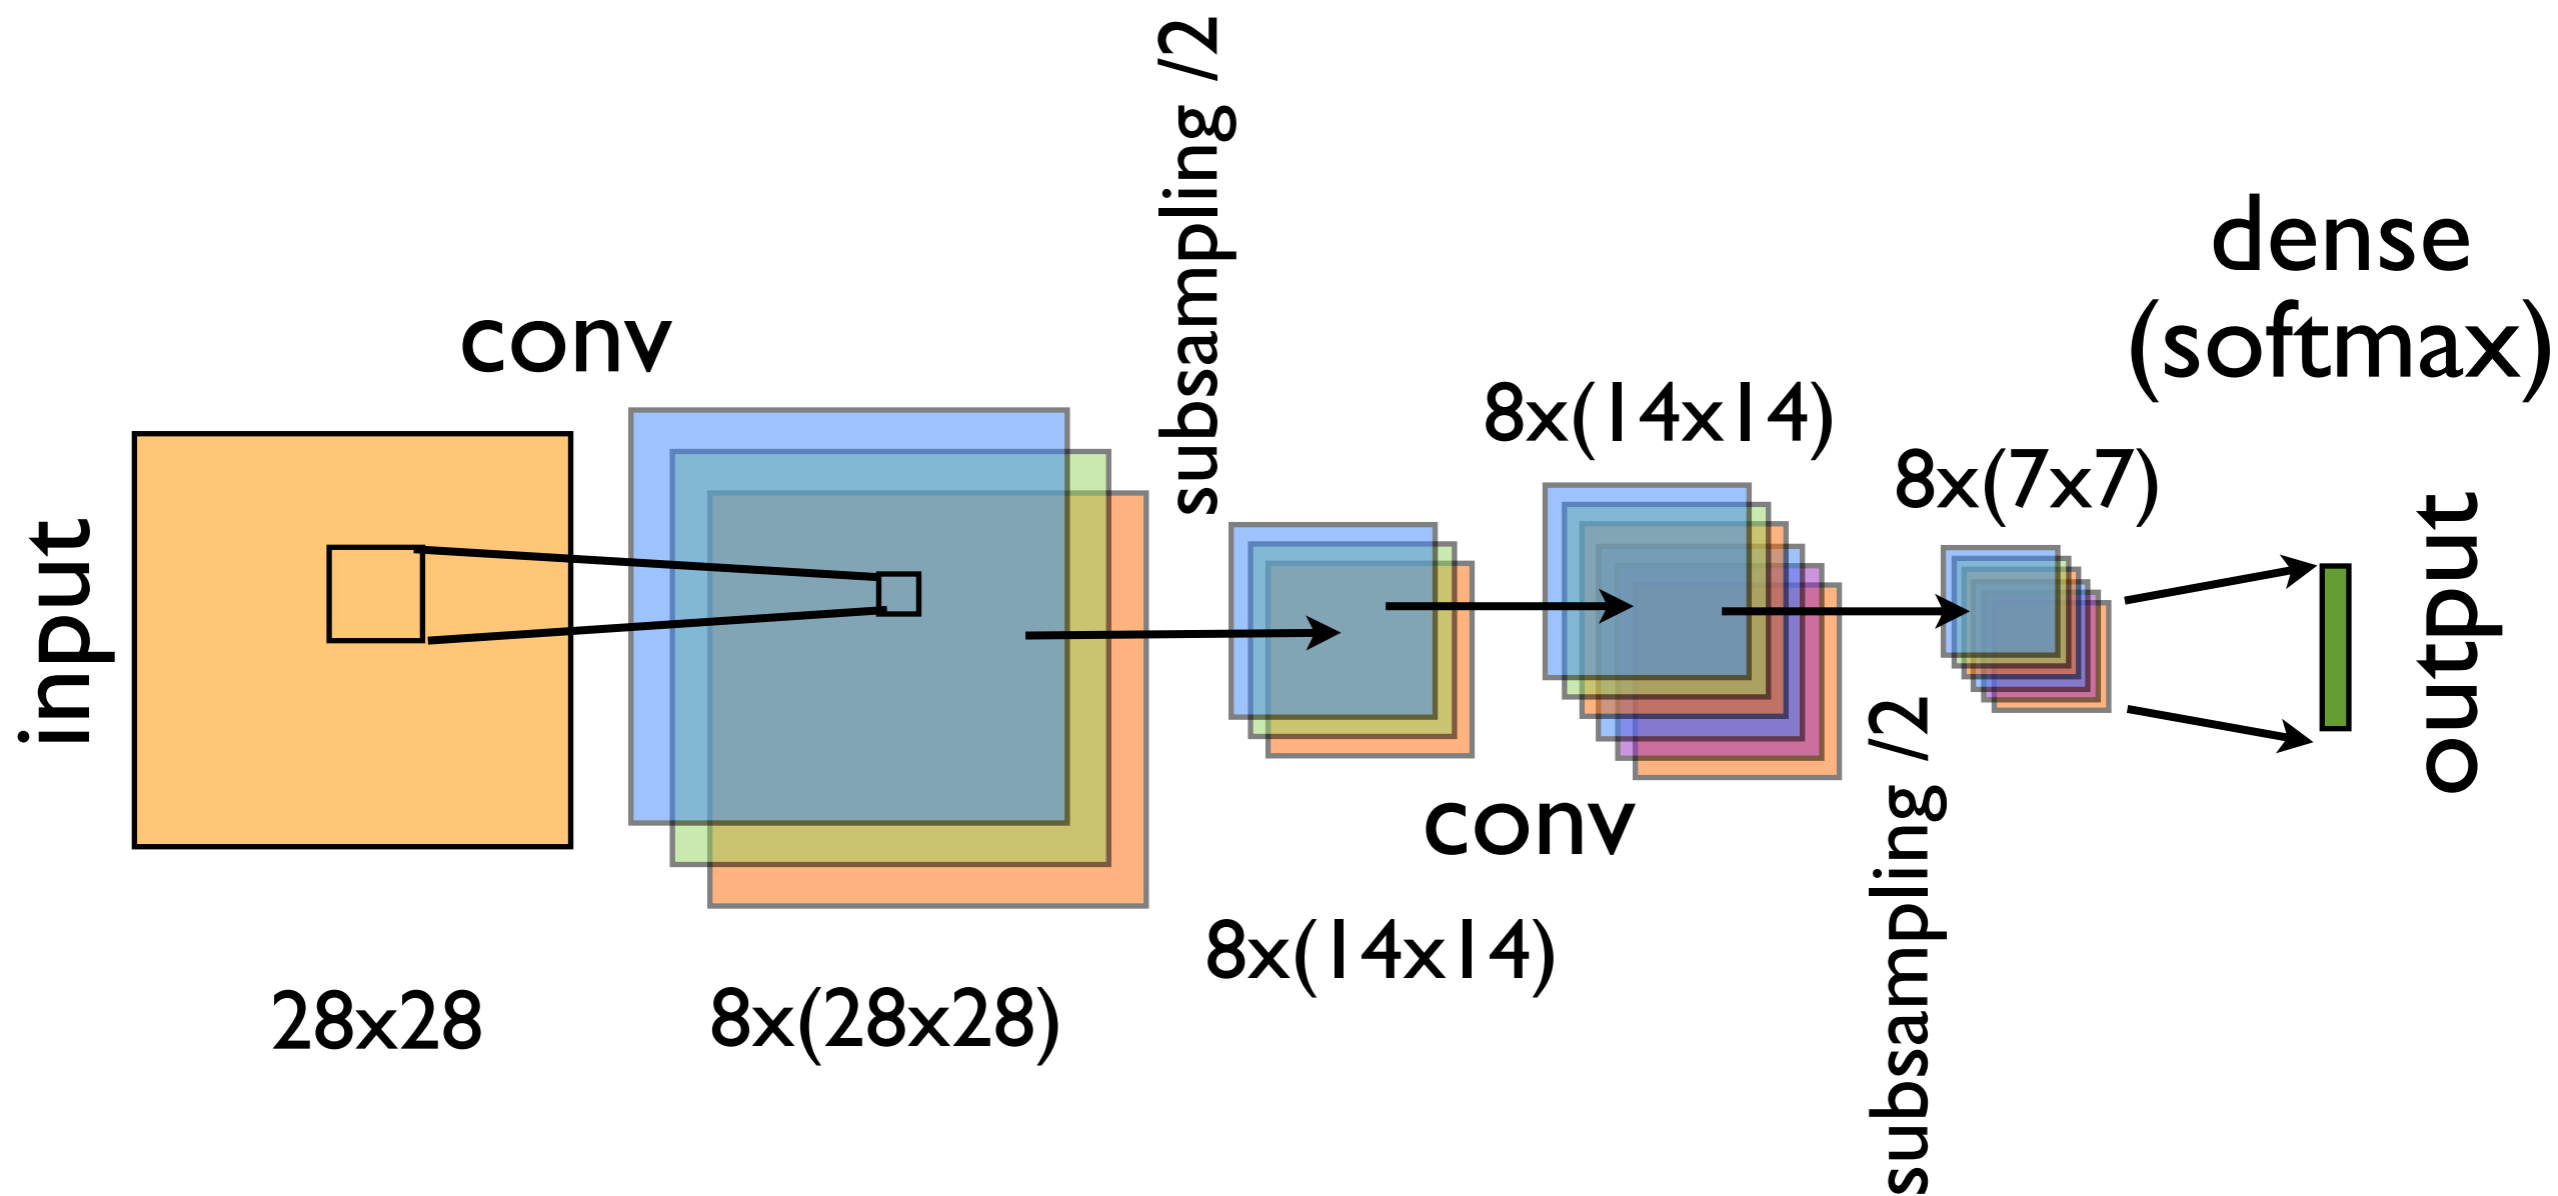 input
28x28
conv
8x(28x28)
subsampling /2
8x(14x14)
conv
8x(14x14)
subsampling /2
8x(7x7)
dense
(softmax)
output